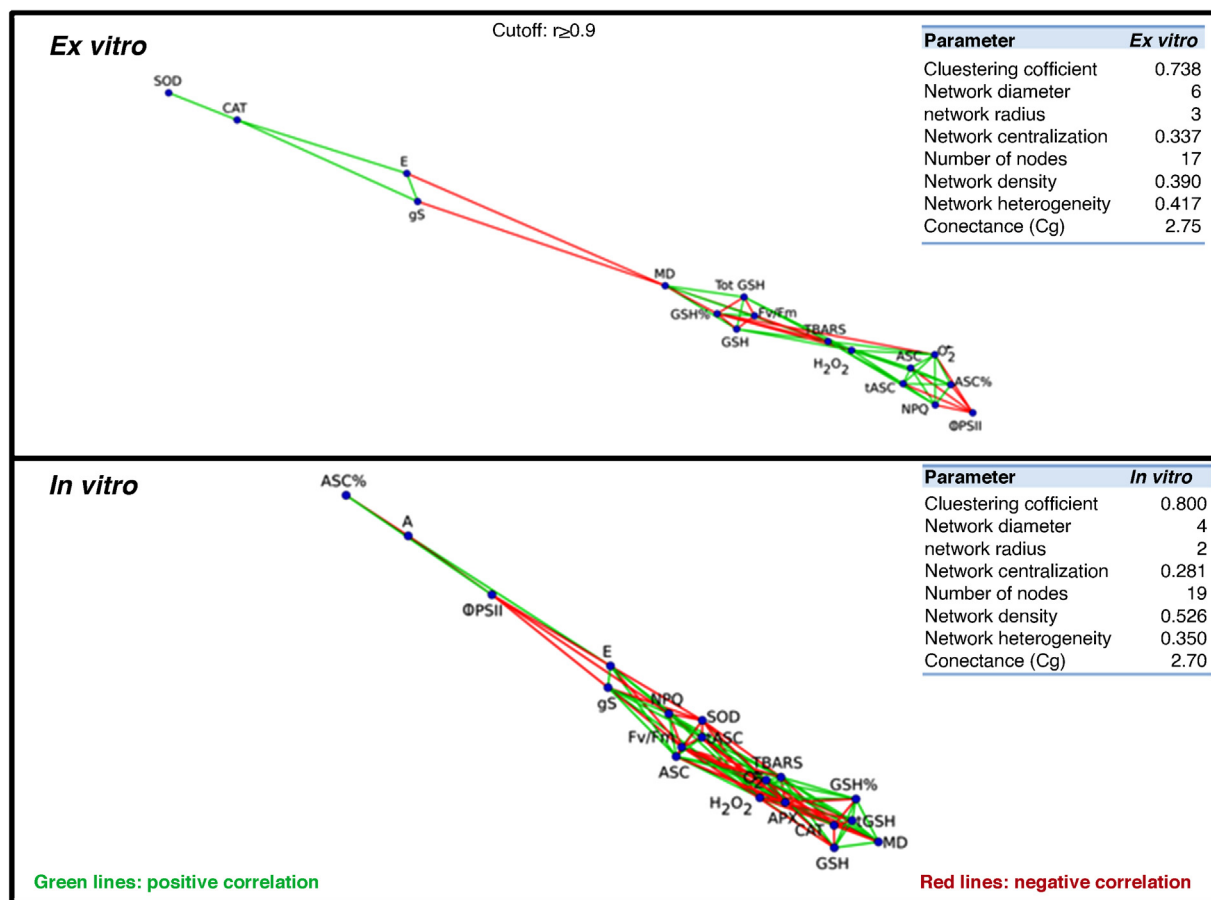 Ex vitro
Cutoff: r≥0.9
Parameter Ex vitro
Cluestering cofficient 0.738
Network diameter 6
network radius 3
Network centralization 0.337
Number of nodes 17
Network density 0.390
Network heterogeneity 0.417
Conectance (Cg) 2.75
SOD
CAT
E
gS
MD
Tot GSH
GSH%
Fv/Fm
GSH
TBARS
H2O2
ASC
O2-
tASC
ASC%
NPQ
ΦPSII
In vitro
Parameter In vitro
Cluestering cofficient 0.800
Network diameter 4
network radius 2
Network centralization 0.281
Number of nodes 19
Network density 0.526
Network heterogeneity 0.350
Conectance (Cg) 2.70
ASC%
A
ΦPSII
E
gS
NPQ
SOD
Fv/Fm
tASC
ASC
TBARS
O2-
GSH%
H2O2
APX
tGSH
CAT
MD
GSH
Green lines: positive correlation
Red lines: negative correlation